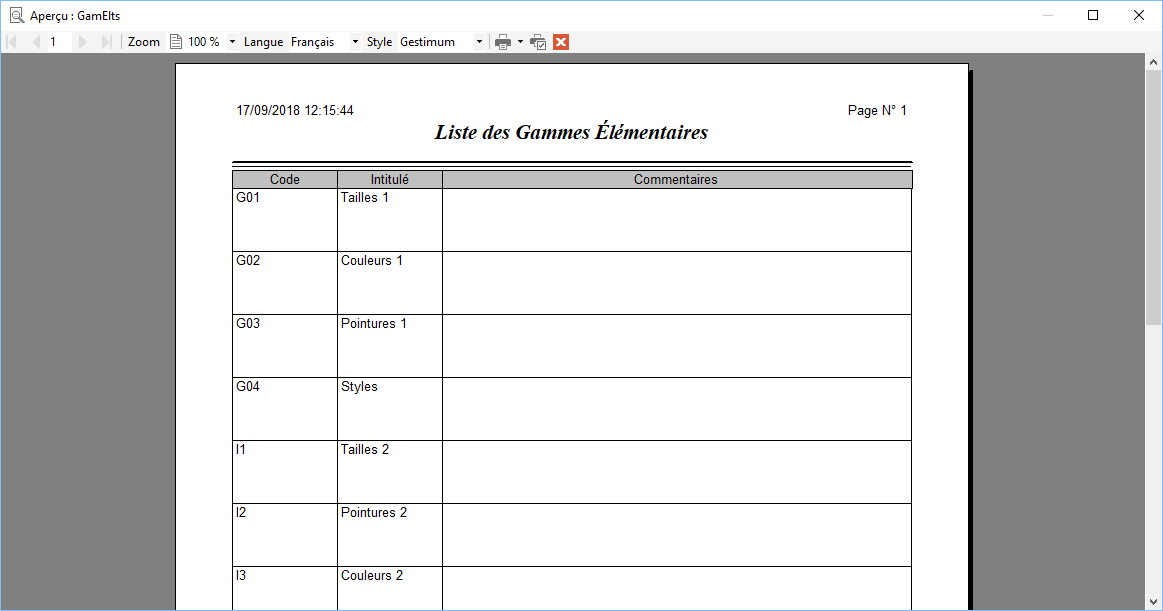 Aperçu : GamElts
1 Zoom 100 % Langue Français Style Gestimum
17/09/2018 12:15:44 Page N° 1
Liste des Gammes Élémentaires
Code Intitulé Commentaires
G01 Tailles 1
G02 Couleurs 1
G03 Pointures 1
G04 Styles
I1 Tailles 2
I2 Pointures 2
I3 Couleurs 2